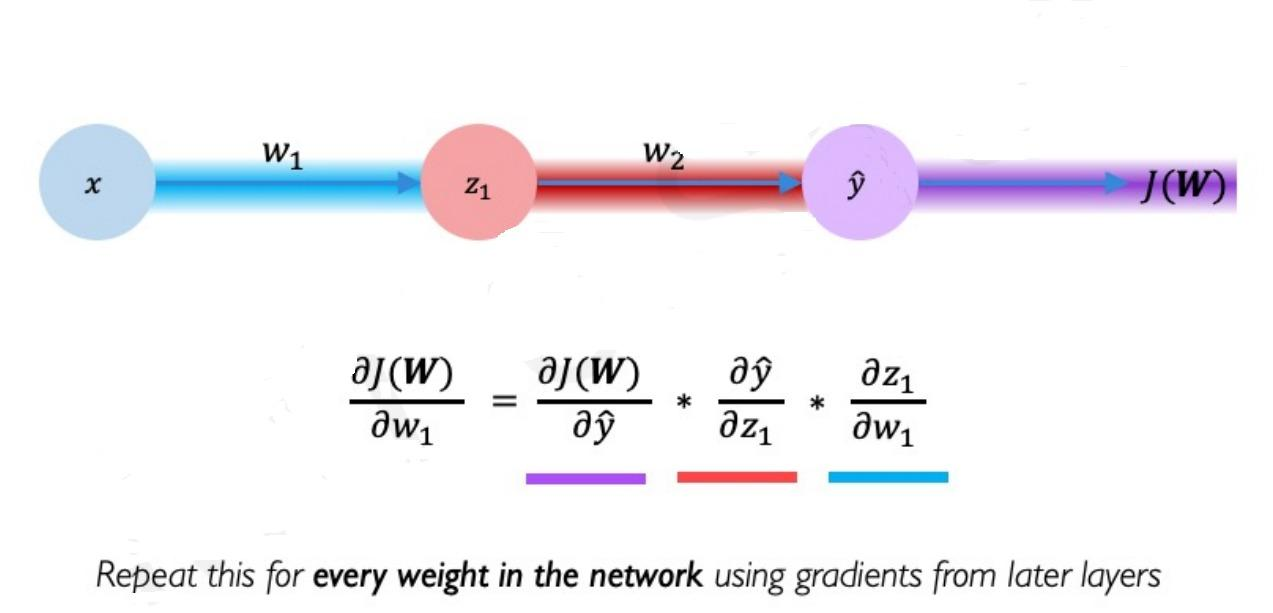 w₁ w₂
x z₁ ŷ J(W)
∂J(W)/∂w₁ = ∂J(W)/∂ŷ * ∂ŷ/∂z₁ * ∂z₁/∂w₁
Repeat this for every weight in the network using gradients from later layers